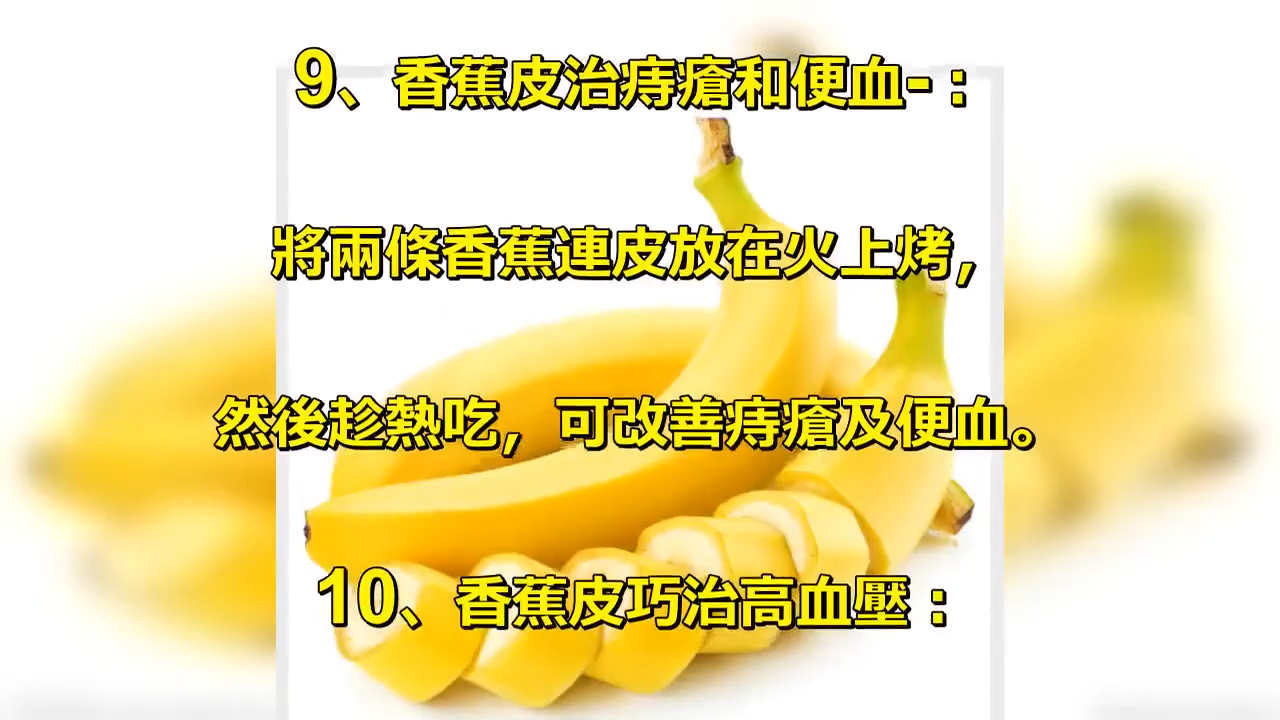 9、香蕉皮治痔瘡和便血-：
將兩條香蕉連皮放在火上烤，
然後趁熱吃，可改善痔瘡及便血。
10、香蕉皮巧治高血壓：